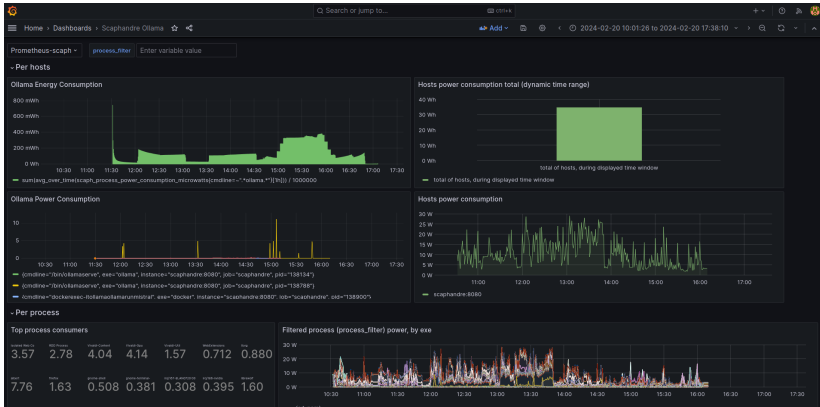 Search or jump to...
ctrl+k
Home › Dashboards › Scaphandre Ollama
Add
2024-02-20 10:01:26 to 2024-02-20 17:38:10
Prometheus-scaph
process_filter
Enter variable value
Per hosts
Ollama Energy Consumption
800 mWh
600 mWh
400 mWh
200 mWh
0 Wh
10:30 11:00 11:30 12:00 12:30 13:00 13:30 14:00 14:30 15:00 15:30 16:00 16:30 17:00 17:30
Hosts power consumption total (dynamic time range)
40 Wh
30 Wh
20 Wh
10 Wh
0 Wh
total of hosts, during displayed time window
total of hosts, during displayed time window
Ollama Power Consumption
10
5
0
10:30 11:00 11:30 12:00 12:30 13:00 13:30 14:00 14:30 15:00 15:30 16:00 16:30 17:00 17:30
{cmdline="/bin/ollamaserve", exe="ollama", instance="scaphandre:8080", job="scaphandre", pid="138134"}
{cmdline="/bin/ollamaserve", exe="ollama", instance="scaphandre:8080", job="scaphandre", pid="138786"}
Hosts power consumption
30 W
25 W
20 W
15 W
10 W
5 W
0 W
11:00 12:00 13:00 14:00 15:00 16:00 17:00
scaphandre:8080
Per process
Top process consumers
3.57 2.78 4.04 4.14 1.57 0.712 0.880
7.76 1.63 0.508 0.381 0.308 0.395 1.60
Filtered process (process_filter) power, by exe
30 W
20 W
10 W
0 W
10:30 11:00 11:30 12:00 12:30 13:00 13:30 14:00 14:30 15:00 15:30 16:00 16:30 17:00 17:30